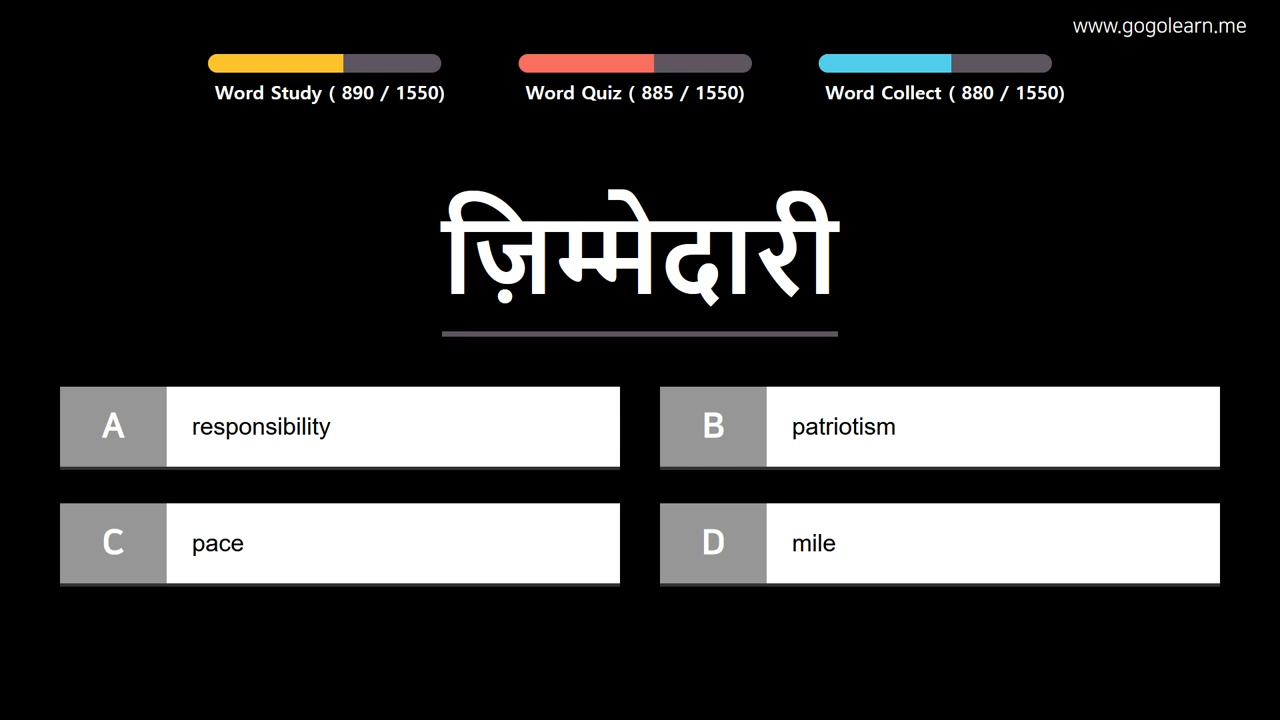 www.gogolearn.me
Word Study ( 890 / 1550)
Word Quiz ( 885 / 1550)
Word Collect ( 880 / 1550)
ज़िम्मेदारी
A responsibility
B patriotism
C pace
D mile